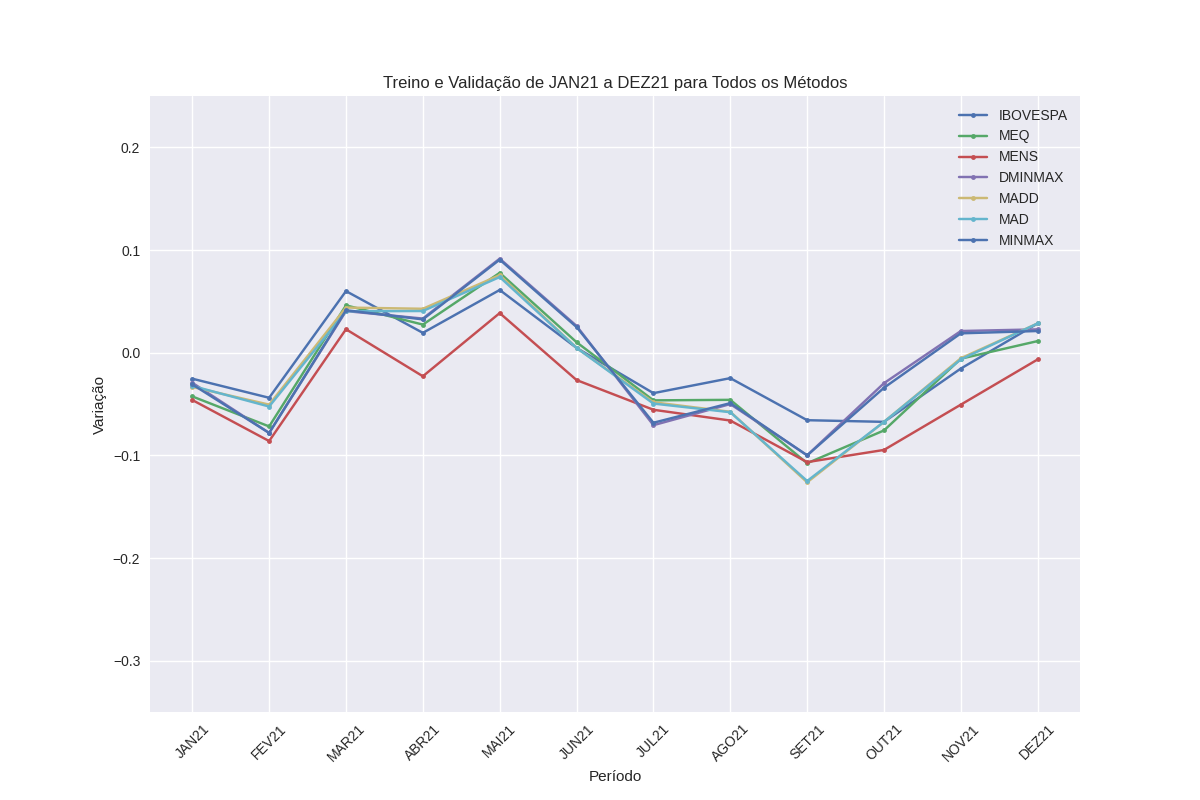 Treino e Validação de JAN21 a DEZ21 para Todos os Métodos
IBOVESPA
MEQ
MENS
DMINMAX
MADD
MAD
MINMAX
0.2
0.1
0.0
−0.1
−0.2
−0.3
Variação
JAN21
FEV21
MAR21
ABR21
MAI21
JUN21
JUL21
AGO21
SET21
OUT21
NOV21
DEZ21
Período